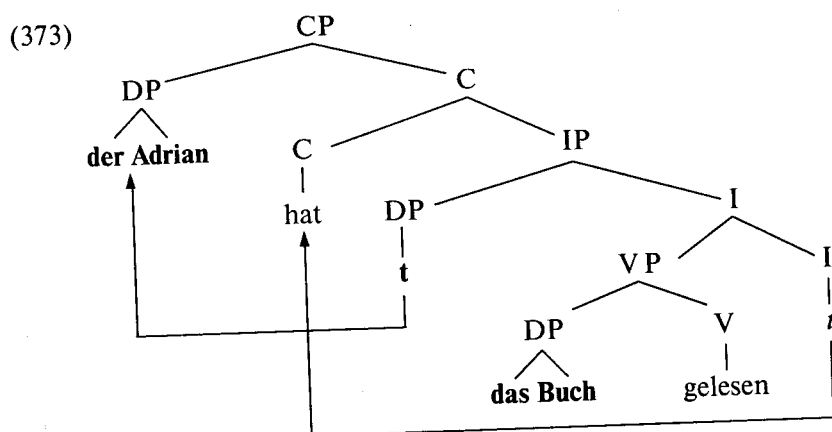 (373)
CP
DP C
der Adrian C IP
hat DP I
t VP I
DP V t
das Buch gelesen